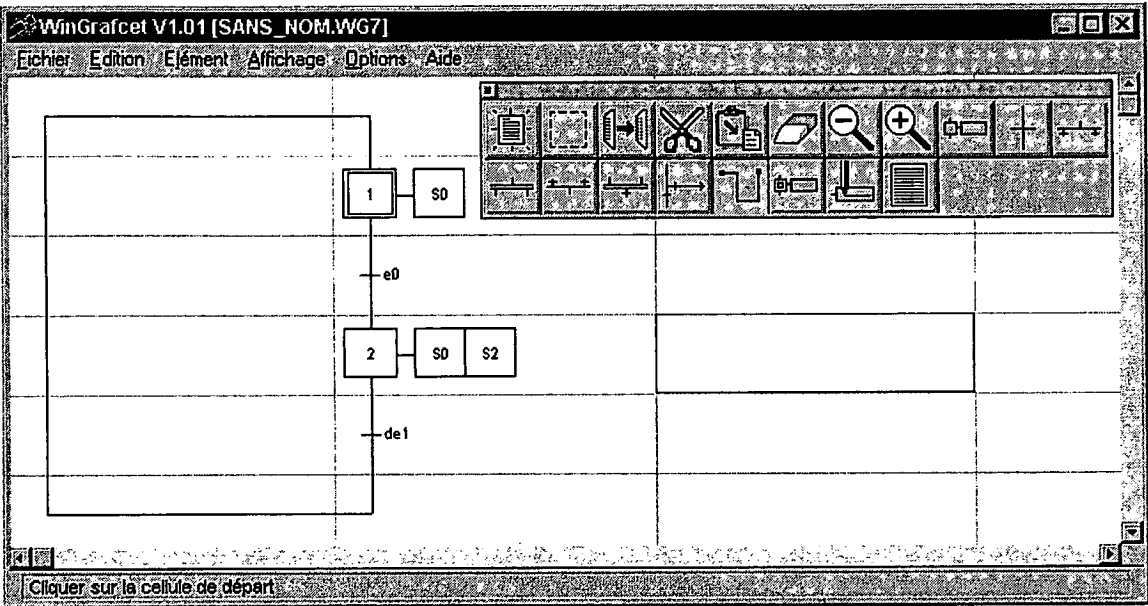 WinGrafcet V1.01 [SANS_NOM.WG7]
Fichier Edition Elément Affichage Options Aide
1 S0
e0
2 S0 S2
de1
Cliquer sur la cellule de départ